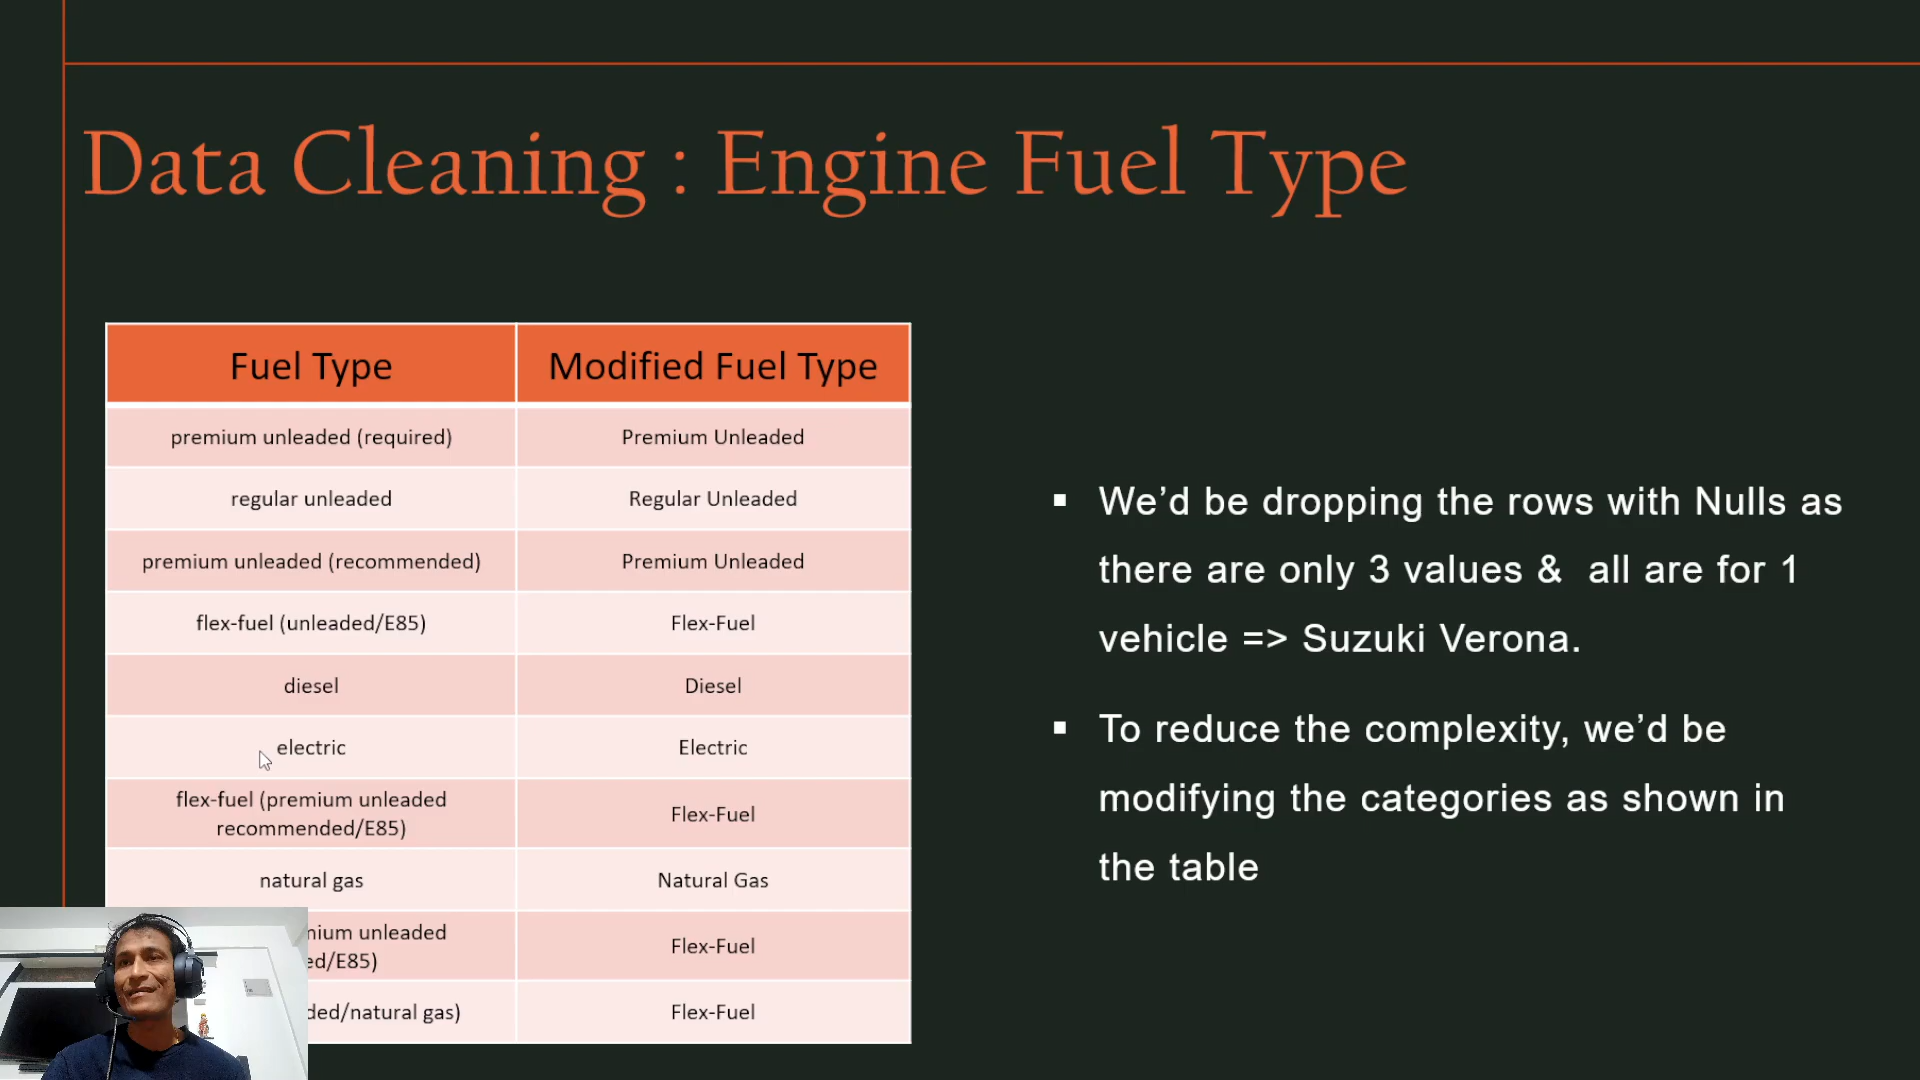 Data Cleaning : Engine Fuel Type
Fuel Type Modified Fuel Type
premium unleaded (required) Premium Unleaded
regular unleaded Regular Unleaded
premium unleaded (recommended) Premium Unleaded
flex-fuel (unleaded/E85) Flex-Fuel
diesel Diesel
electric Electric
flex-fuel (premium unleaded
recommended/E85) Flex-Fuel
natural gas Natural Gas
unleaded
/E85) Flex-Fuel
/natural gas) Flex-Fuel
▪ We’d be dropping the rows with Nulls as
there are only 3 values & all are for 1
vehicle => Suzuki Verona.
▪ To reduce the complexity, we’d be
modifying the categories as shown in
the table